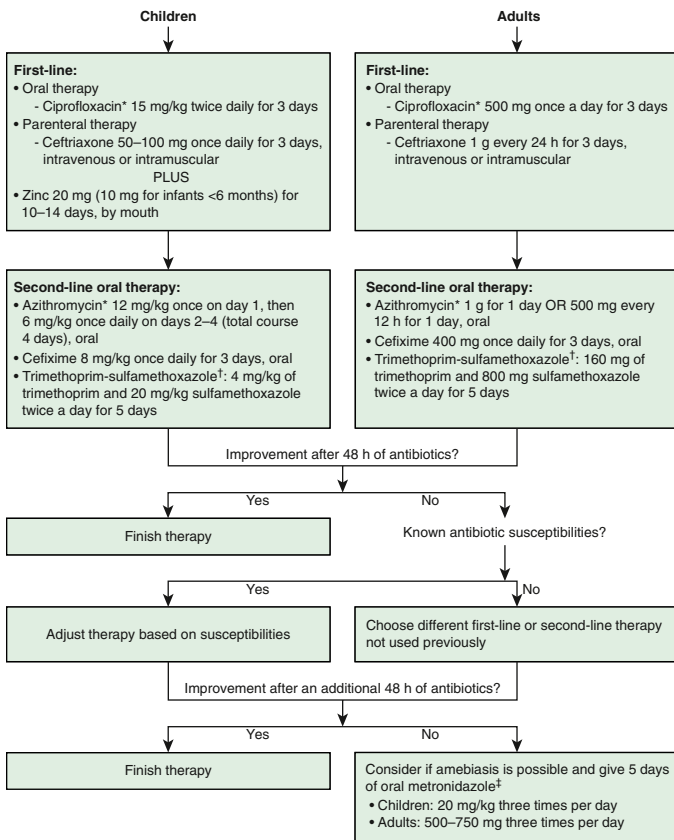 Children
Adults
First-line:
• Oral therapy
- Ciprofloxacin* 15 mg/kg twice daily for 3 days
• Parenteral therapy
- Ceftriaxone 50–100 mg once daily for 3 days,
intravenous or intramuscular
PLUS
• Zinc 20 mg (10 mg for infants <6 months) for
10–14 days, by mouth
First-line:
• Oral therapy
- Ciprofloxacin* 500 mg once a day for 3 days
• Parenteral therapy
- Ceftriaxone 1 g every 24 h for 3 days,
intravenous or intramuscular
Second-line oral therapy:
• Azithromycin* 12 mg/kg once on day 1, then
6 mg/kg once daily on days 2–4 (total course
4 days), oral
• Cefixime 8 mg/kg once daily for 3 days, oral
• Trimethoprim-sulfamethoxazole†: 4 mg/kg of
trimethoprim and 20 mg/kg sulfamethoxazole
twice a day for 5 days
Second-line oral therapy:
• Azithromycin* 1 g for 1 day OR 500 mg every
12 h for 1 day, oral
• Cefixime 400 mg once daily for 3 days, oral
• Trimethoprim-sulfamethoxazole†: 160 mg of
trimethoprim and 800 mg sulfamethoxazole
twice a day for 5 days
Improvement after 48 h of antibiotics?
Yes
No
Finish therapy
Known antibiotic susceptibilities?
Yes
No
Adjust therapy based on susceptibilities
Choose different first-line or second-line therapy
not used previously
Improvement after an additional 48 h of antibiotics?
Yes
No
Finish therapy
Consider if amebiasis is possible and give 5 days
of oral metronidazole‡
• Children: 20 mg/kg three times per day
• Adults: 500–750 mg three times per day